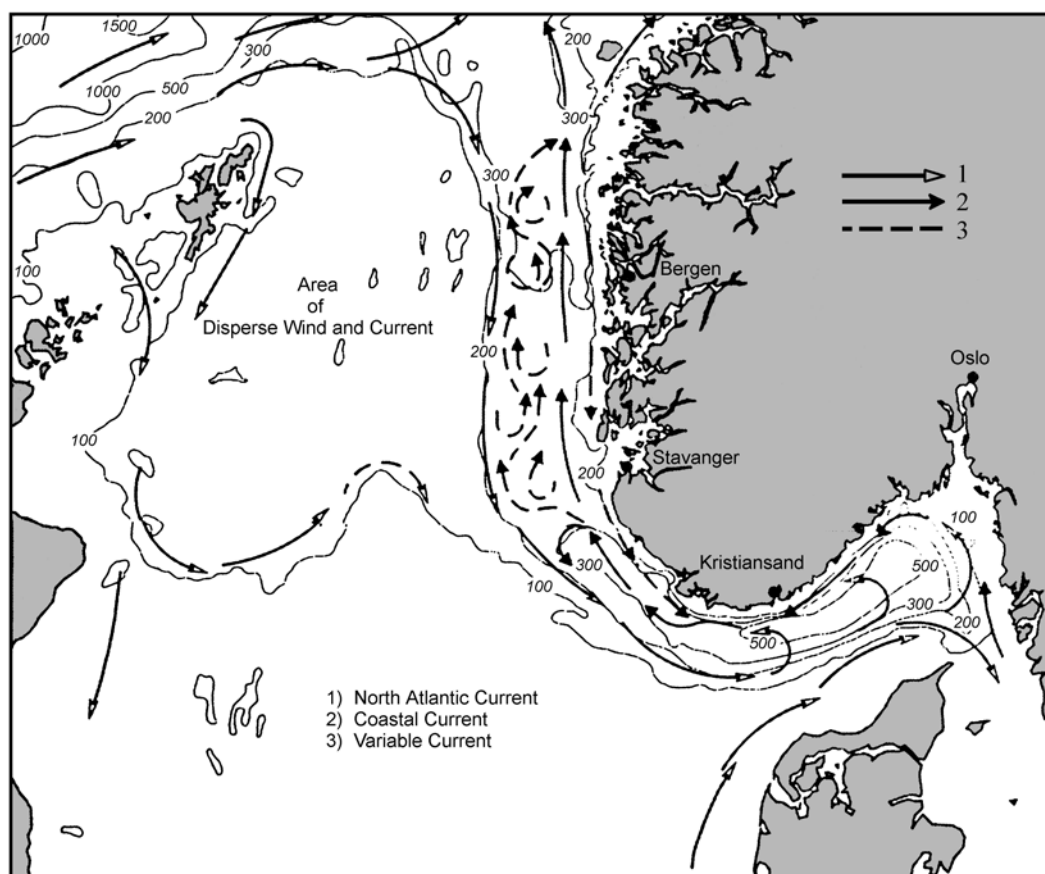 1500
1000
300
500
1000
200
200
300
300
100
1
2
3
Bergen
Area
of
Disperse Wind and Current
200
Oslo
100
Stavanger
200
100
Kristiansand
300
100
500
300
200
500
1) North Atlantic Current
2) Coastal Current
3) Variable Current